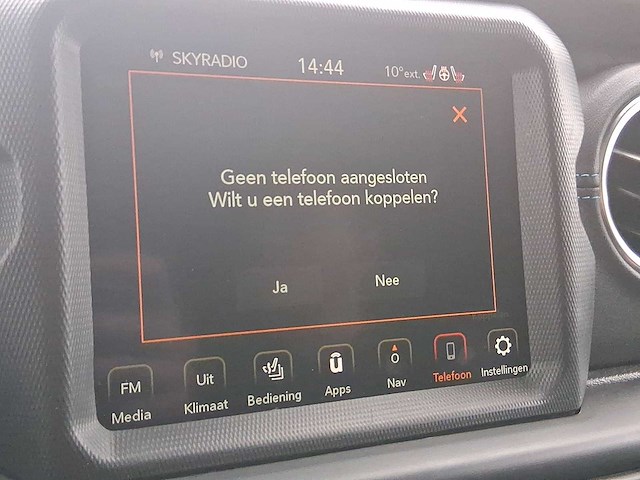 SKYRADIO 14:44 10°ext.
Geen telefoon aangesloten
Wilt u een telefoon koppelen?
Ja Nee
FM Uit O
Media Klimaat Bediening Apps Nav Telefoon Instellingen